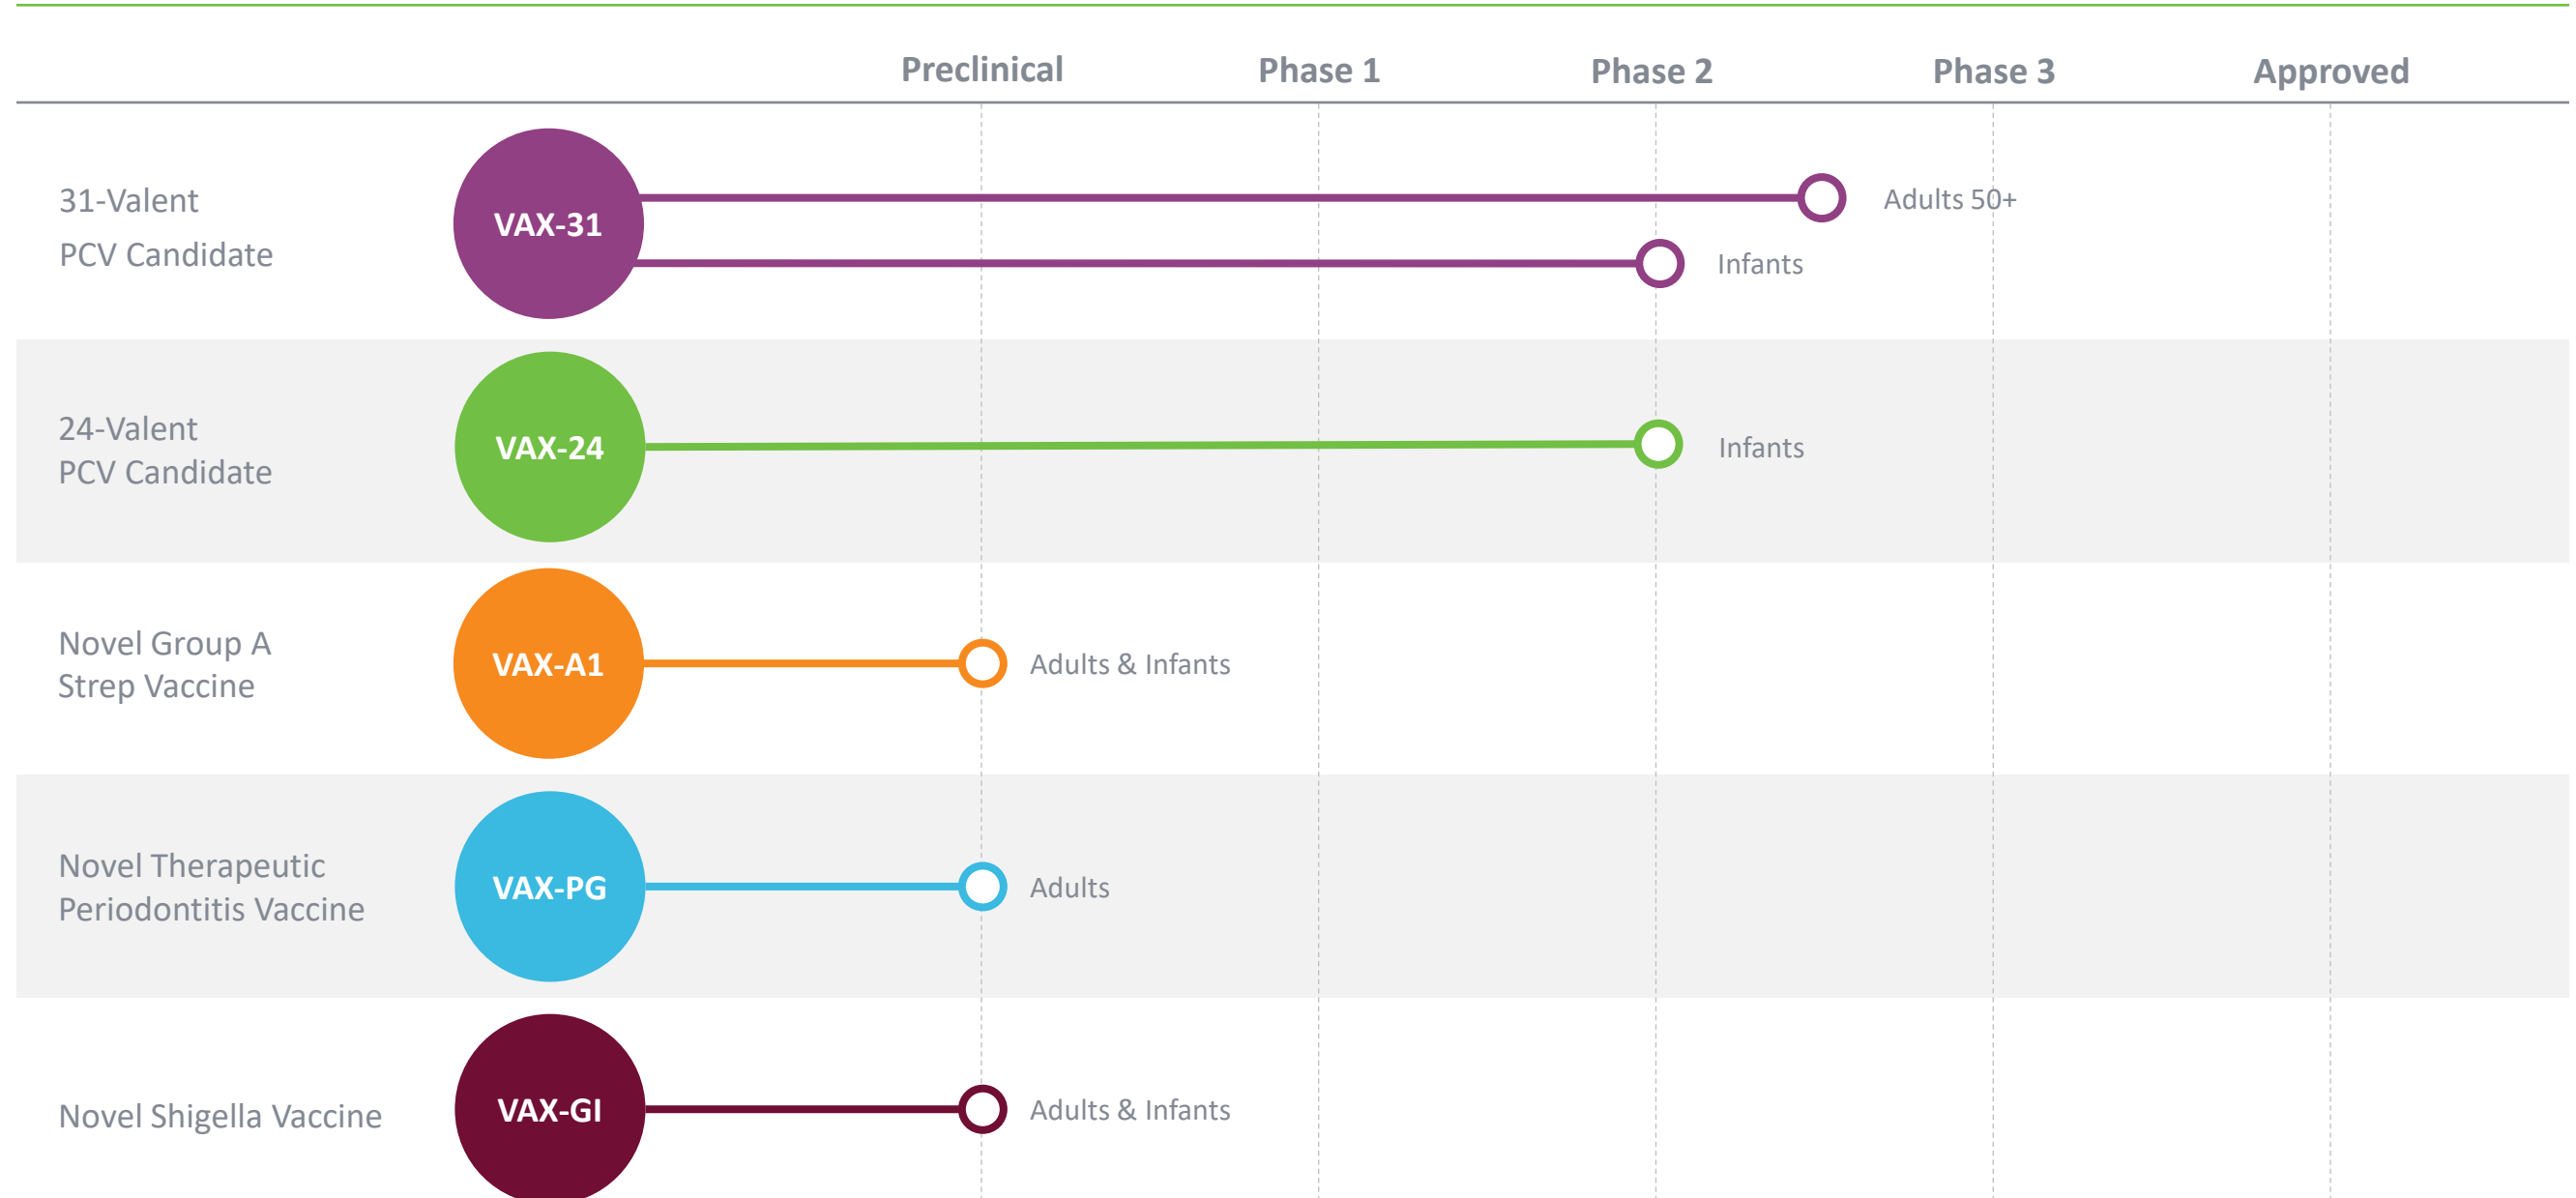 Preclinical Phase 1 Phase 2 Phase 3 Approved
31-Valent
PCV Candidate
VAX-31
Adults 50+
Infants
24-Valent
PCV Candidate
VAX-24
Infants
Novel Group A
Strep Vaccine
VAX-A1
Adults & Infants
Novel Therapeutic
Periodontitis Vaccine
VAX-PG
Adults
Novel Shigella Vaccine
VAX-GI
Adults & Infants